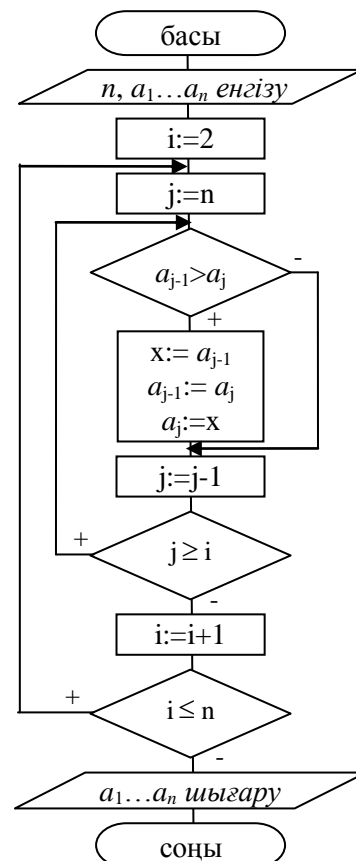 басы
n, a₁…aₙ енгізу
i:=2
j:=n
aj-1>aj
-
+
x:= aj-1
aj-1:= aj
aj:=x
j:=j-1
+
j ≥ i
-
i:=i+1
+
i ≤ n
-
a₁…aₙ шығару
соңы